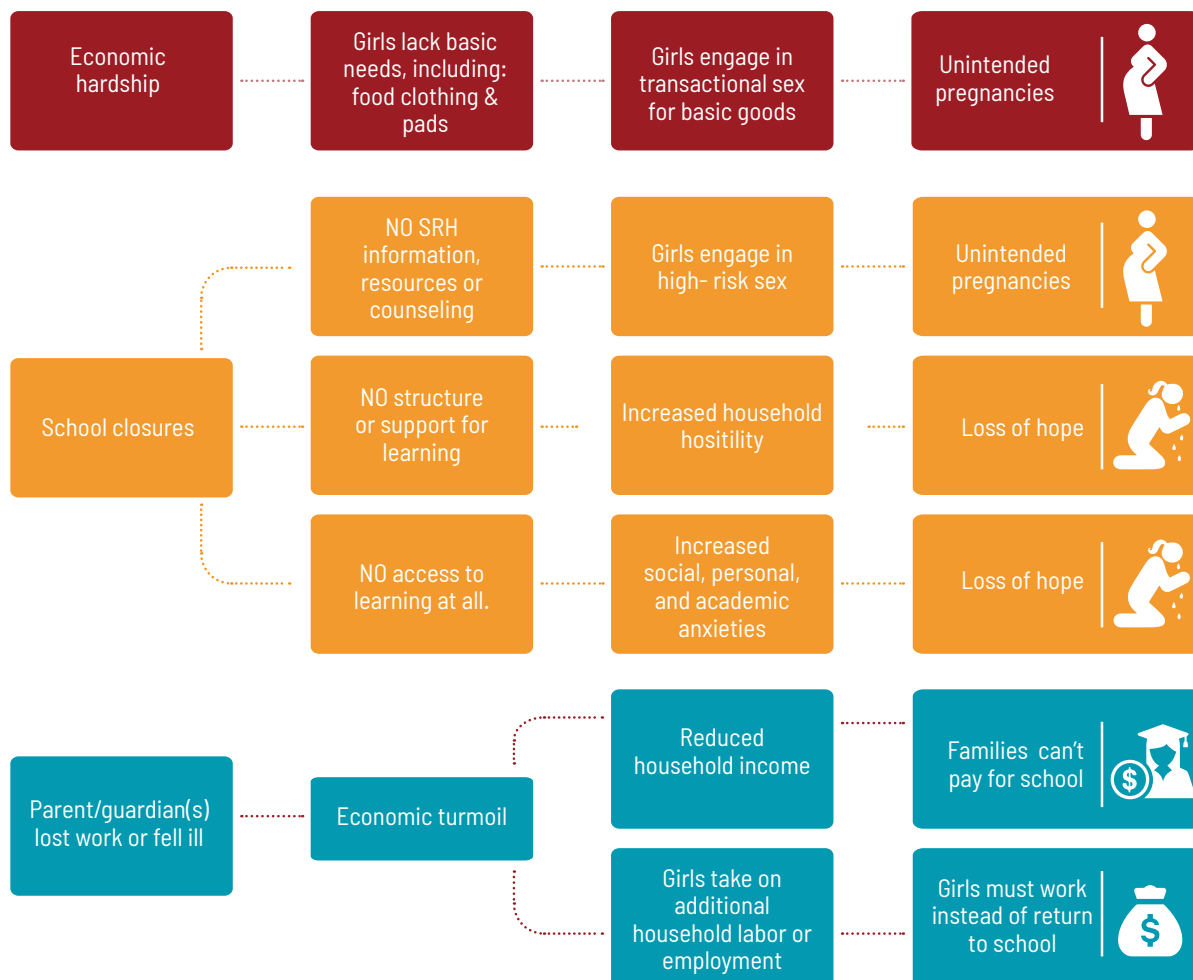 Economic
hardship
Girls lack basic
needs, including:
food clothing &
pads
Girls engage in
transactional sex
for basic goods
Unintended
pregnancies
NO SRH
information,
resources or
counseling
Girls engage in
high- risk sex
Unintended
pregnancies
School closures
NO structure
or support for
learning
Increased household
hositility
Loss of hope
NO access to
learning at all.
Increased
social, personal,
and academic
anxieties
Loss of hope
Parent/guardian(s)
lost work or fell ill
Economic turmoil
Reduced
household income
Families can't
pay for school
$
Girls take on
additional
household labor or
employment
Girls must work
instead of return
to school
$